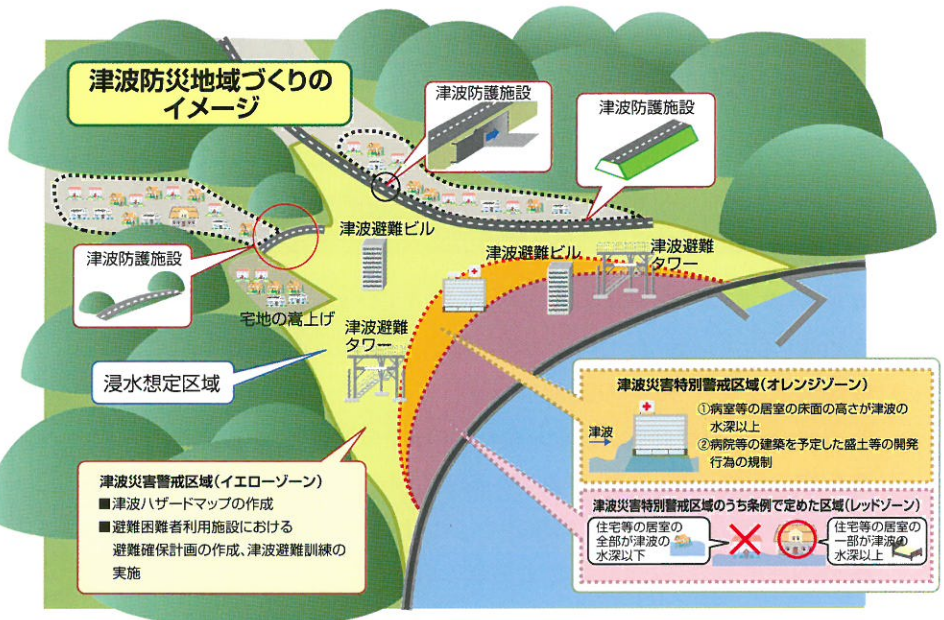 津波防災地域づくりの
イメージ
津波防護施設
津波防護施設
津波避難ビル
津波避難ビル
津波避難
タワー
津波防護施設
宅地の嵩上げ
津波避難
タワー
浸水想定区域
津波災害特別警戒区域(オレンジゾーン)
津波
①病室等の居室の床面の高さが津波の
水深以上
②病院等の建築を予定した盛土等の開発
行為の規制
津波災害警戒区域(イエローゾーン)
■津波ハザードマップの作成
■避難困難者利用施設における
避難確保計画の作成、津波避難訓練の
実施
津波災害特別警戒区域のうち条例で定めた区域(レッドゾーン)
住宅等の居室の
全部が津波の
水深以下
住宅等の居室の
一部が津波の
水深以上